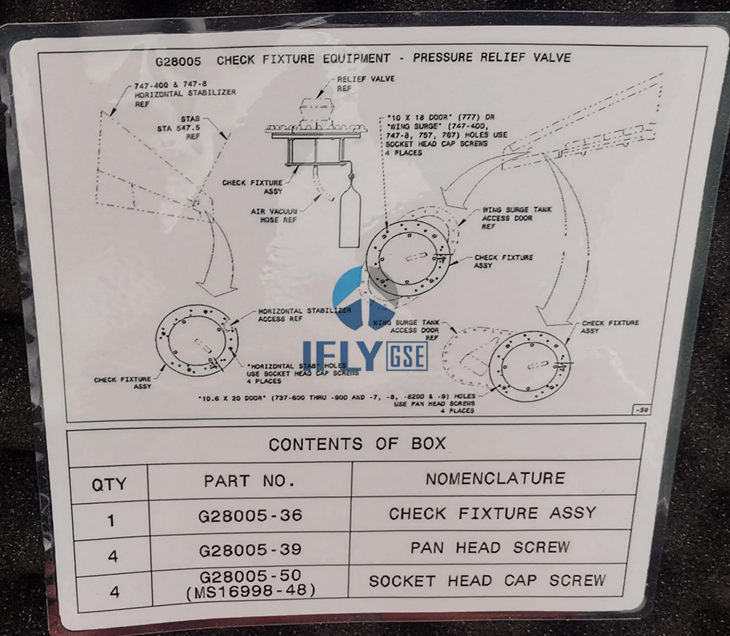 G28005 CHECK FIXTURE EQUIPMENT - PRESSURE RELIEF VALVE
747-400 & 747-8
HORIZONTAL STABILIZER
REF
STAB
STA 547.5
REF
RELIEF VALVE
REF
"10 X 18 DOOR" (777) OR
"WING SURGE" (747-400,
747-8, 757, 767) HOLES USE
SOCKET HEAD CAP SCREWS
4 PLACES
CHECK FIXTURE
ASSY
AIR VACUUM
HOSE REF
WING SURGE TANK
ACCESS DOOR
REF
CHECK FIXTURE
ASSY
HORIZONTAL STABILIZER
ACCESS REF
WING SURGE TANK
ACCESS DOOR
REF
CHECK FIXTURE
ASSY
IFLY GSE
"HORIZONTAL STAB" HOLES
USE SOCKET HEAD CAP SCREWS
4 PLACES
CHECK FIXTURE
ASSY
"10.6 X 20 DOOR" (737-600 THRU -900 AND -7, -8, -8200 & -9) HOLES
USE PAN HEAD SCREWS
4 PLACES
CONTENTS OF BOX
QTY PART NO. NOMENCLATURE
1 G28005-36 CHECK FIXTURE ASSY
4 G28005-39 PAN HEAD SCREW
4 G28005-50 (MS16998-48) SOCKET HEAD CAP SCREW